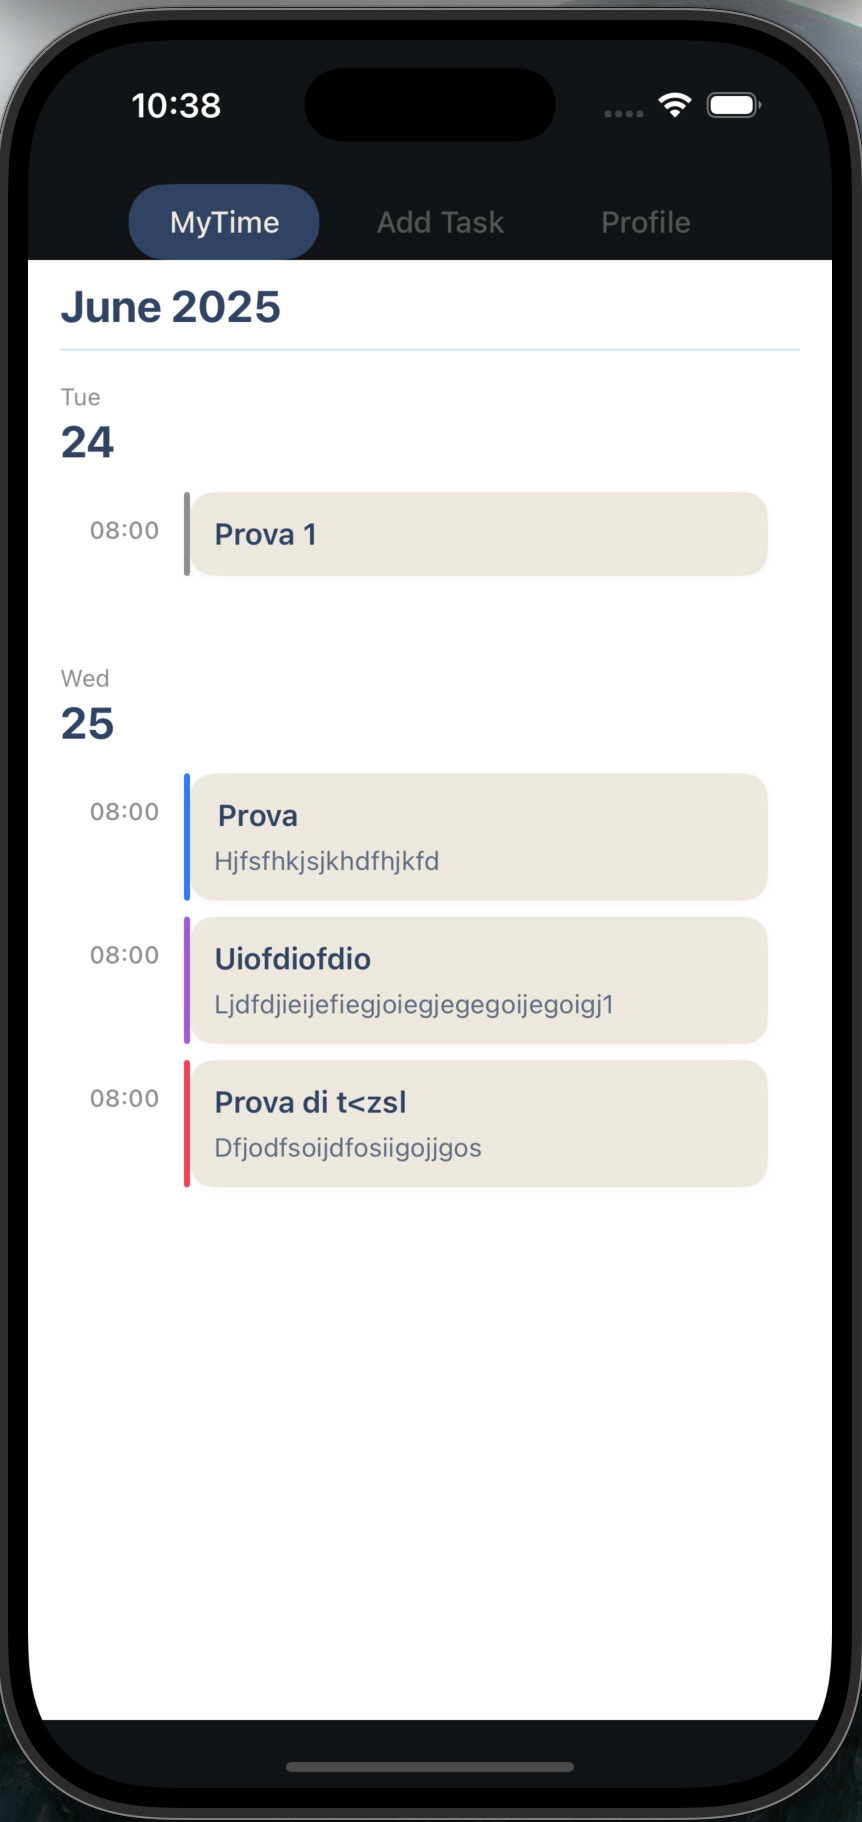 10:38
MyTime Add Task Profile
June 2025
Tue
24
08:00 Prova 1
Wed
25
08:00 Prova
Hjfsfhkjsjkhdfhjkfd
08:00 Uiofdiofdio
Ljdfdjieijefiegjoiegjegegoijegoigj1
08:00 Prova di t<zsl
Dfjodfsoijdfosiigojjgos